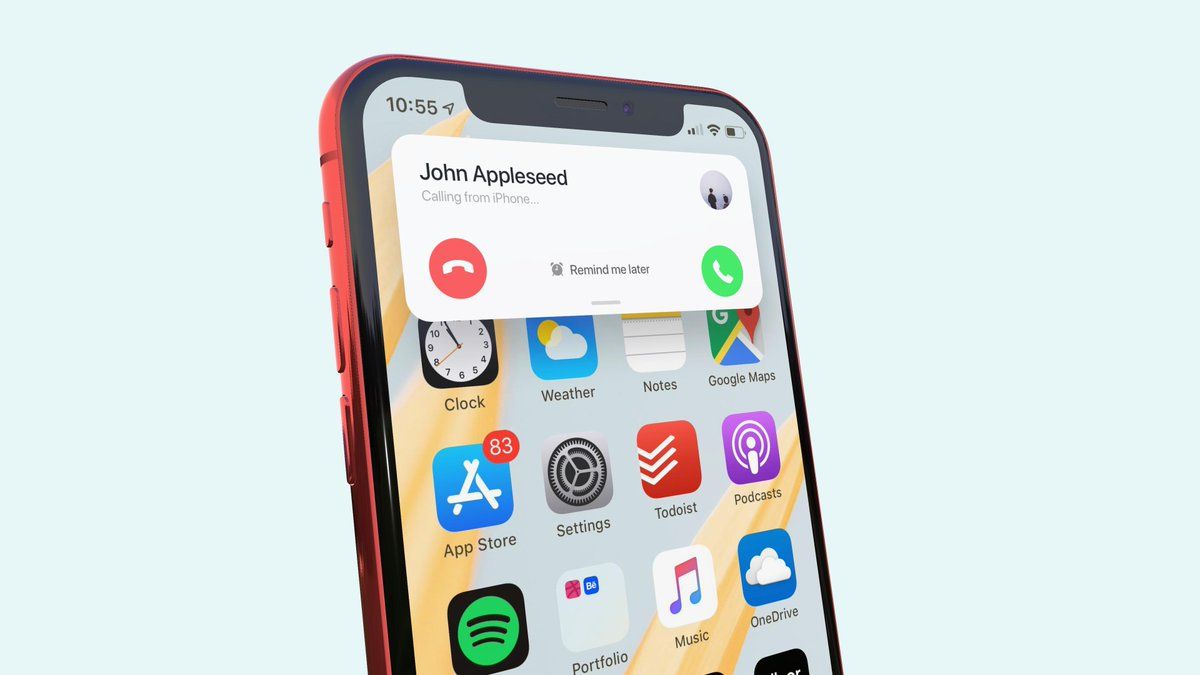 10:55
John Appleseed
Calling from iPhone...
Remind me later
Clock
Weather
Notes
Google Maps
83
App Store
Settings
Todoist
Podcasts
Bē
Portfolio
Music
OneDrive